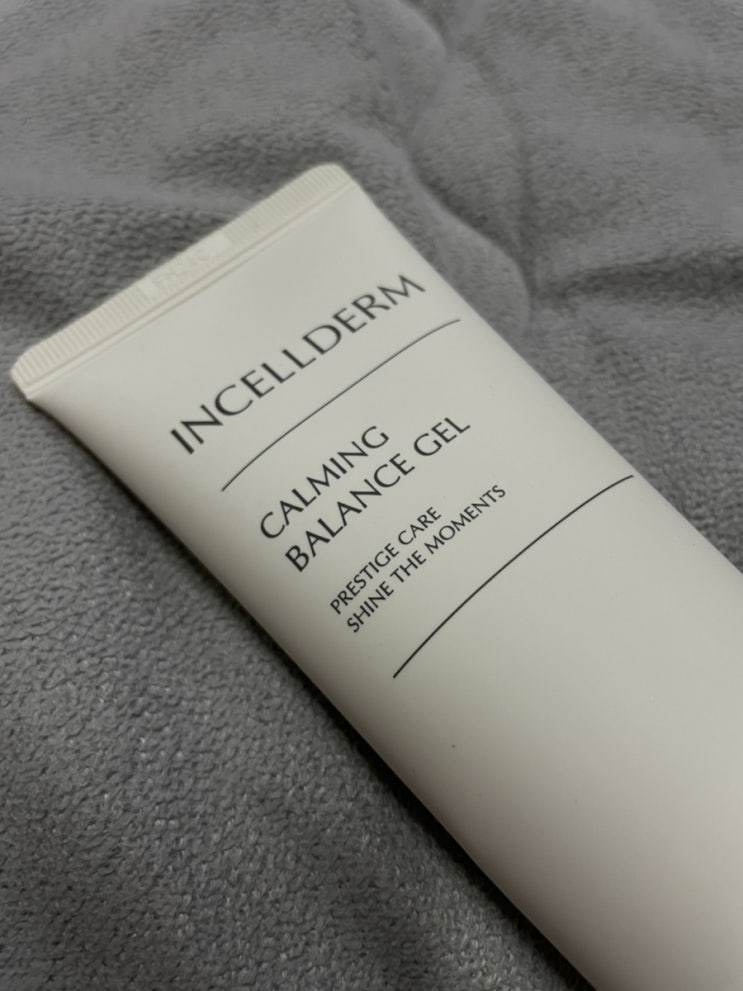 INCELLDERM
CALMING
BALANCE GEL
PRESTIGE CARE
SHINE THE MOMENTS